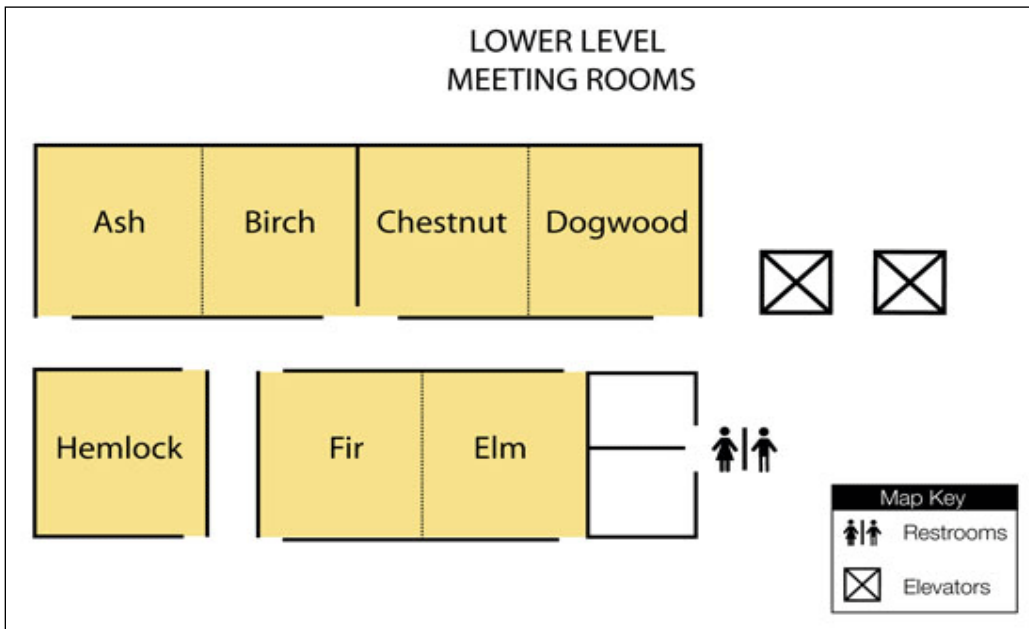 LOWER LEVEL
MEETING ROOMS
Ash
Birch
Chestnut
Dogwood
Hemlock
Fir
Elm
Map Key
Restrooms
Elevators